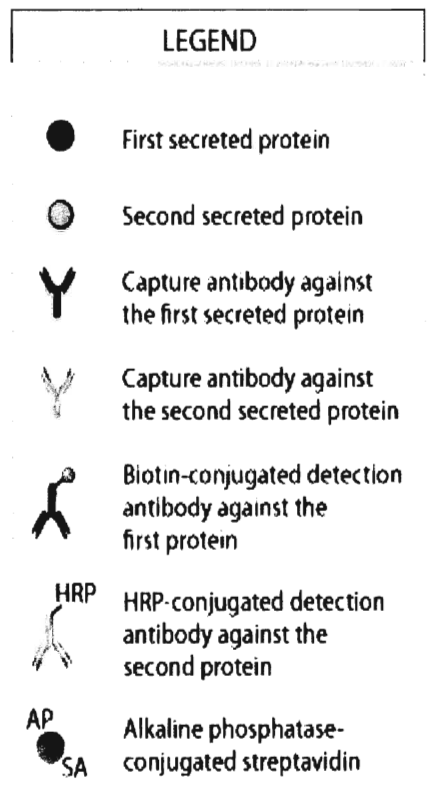 LEGEND
First secreted protein
Second secreted protein
Capture antibody against
the first secreted protein
Capture antibody against
the second secreted protein
Biotin-conjugated detection
antibody against the
first protein
HRP
HRP-conjugated detection
antibody against the
second protein
AP
SA
Alkaline phosphatase-
conjugated streptavidin